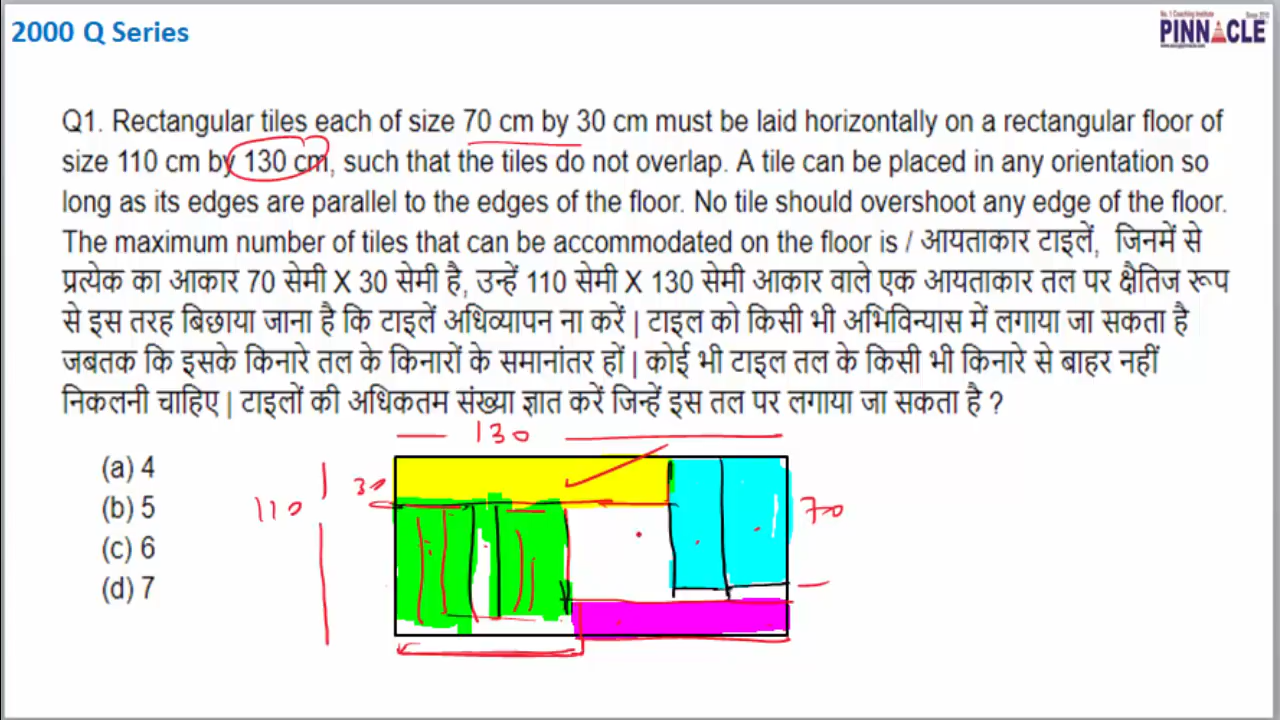 2000 Q Series
No. 1 Coaching Institute
Since 2012
PINNACLE
Q1. Rectangular tiles each of size 70 cm by 30 cm must be laid horizontally on a rectangular floor of
size 110 cm by 130 cm, such that the tiles do not overlap. A tile can be placed in any orientation so
long as its edges are parallel to the edges of the floor. No tile should overshoot any edge of the floor.
The maximum number of tiles that can be accommodated on the floor is / आयताकार टाइलें, जिनमें से
प्रत्येक का आकार 70 सेमी X 30 सेमी है, उन्हें 110 सेमी X 130 सेमी आकार वाले एक आयताकार तल पर क्षैतिज रूप
से इस तरह बिछाया जाना है कि टाइलें अधिव्यापन ना करें | टाइल को किसी भी अभिविन्यास में लगाया जा सकता है
जबतक कि इसके किनारे तल के किनारों के समानांतर हों | कोई भी टाइल तल के किसी भी किनारे से बाहर नहीं
निकलनी चाहिए | टाइलों की अधिकतम संख्या ज्ञात करें जिन्हें इस तल पर लगाया जा सकता है ?
130
(a) 4
(b) 5
(c) 6
(d) 7
30
110
70